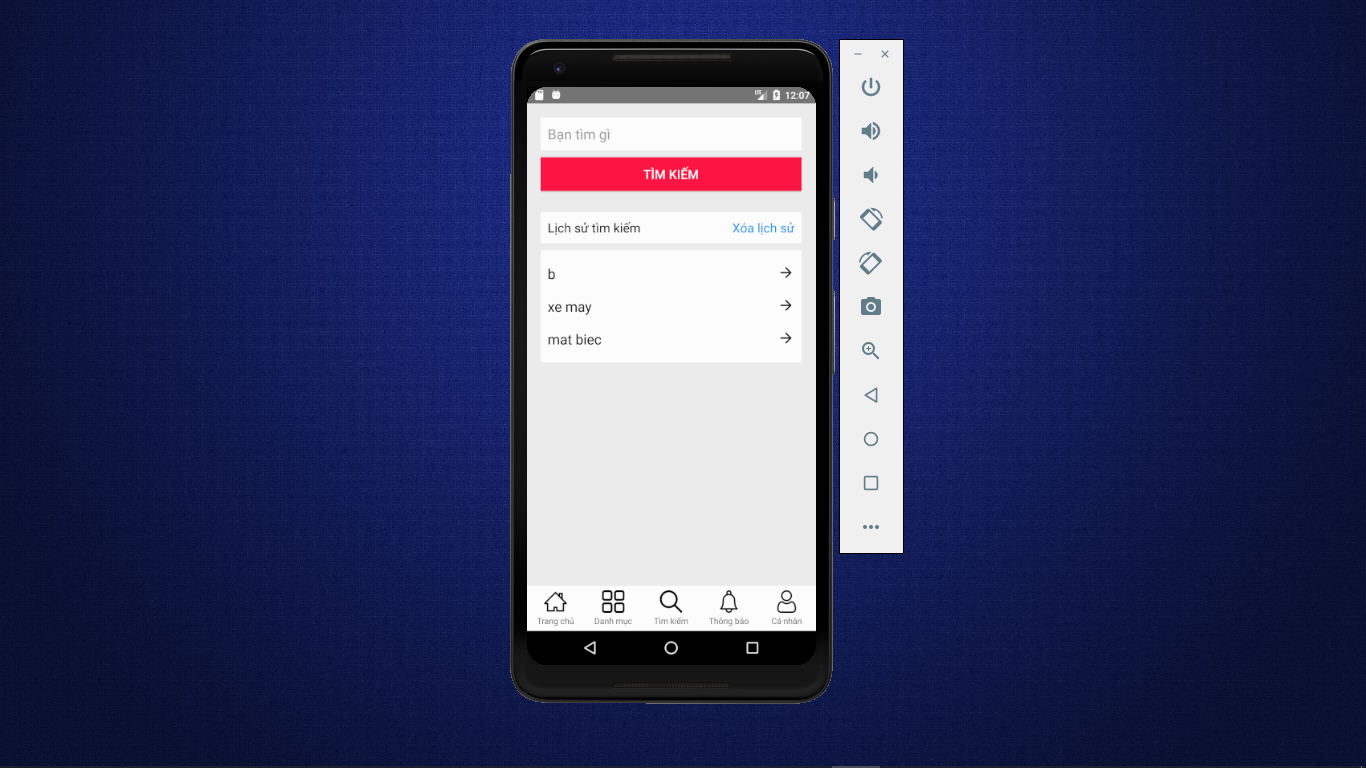 12:07
Bạn tìm gì
TÌM KIẾM
Lịch sử tìm kiếm Xóa lịch sử
b
xe may
mat biec
Trang chủ Danh mục Tìm kiếm Thông báo Cá nhân